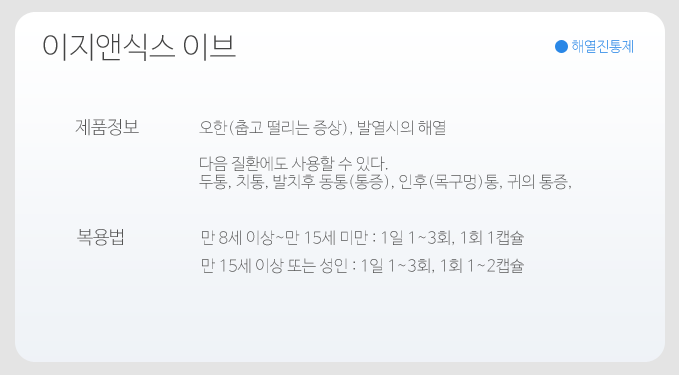 이지앤식스 이브
해열진통제
제품정보
오한(춥고 떨리는 증상), 발열시의 해열
다음 질환에도 사용할 수 있다.
두통, 치통, 발치후 동통(통증), 인후(목구멍)통, 귀의 통증,
복용법
만 8세 이상~만 15세 미만 : 1일 1~3회, 1회 1캡슐
만 15세 이상 또는 성인 : 1일 1~3회, 1회 1~2캡슐